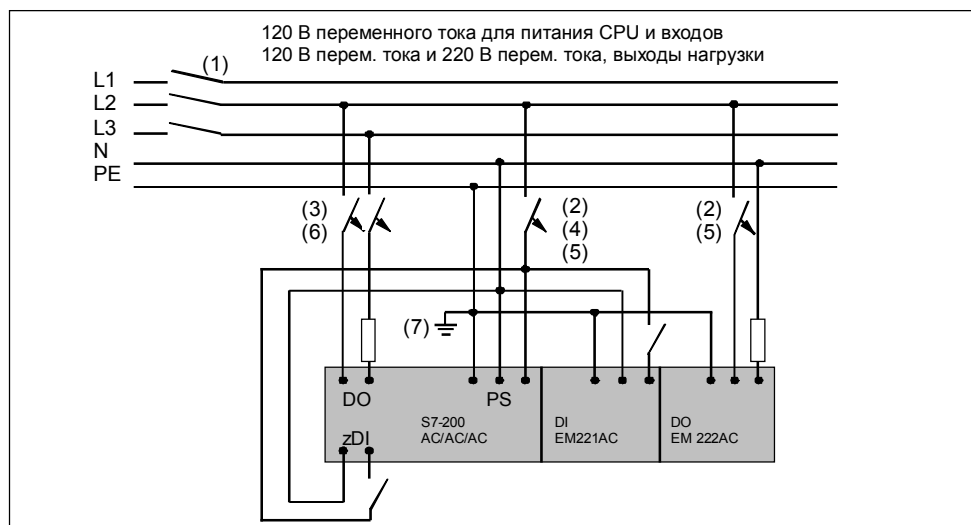 120 В переменного тока для питания CPU и входов
120 В перем. тока и 220 В перем. тока, выходы нагрузки
L1
(1)
L2
L3
N
PE
(3)
(6)
(2)
(4)
(5)
(2)
(5)
(7)
DO
PS
S7-200
AC/AC/AC
zDI
DI
EM221AC
DO
EM 222AC